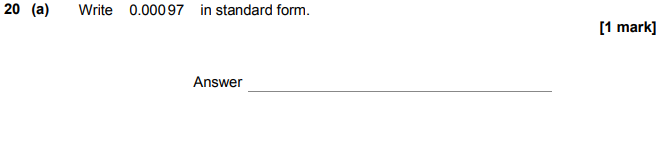 20 (a) Write 0.00097 in standard form.
[1 mark]
Answer